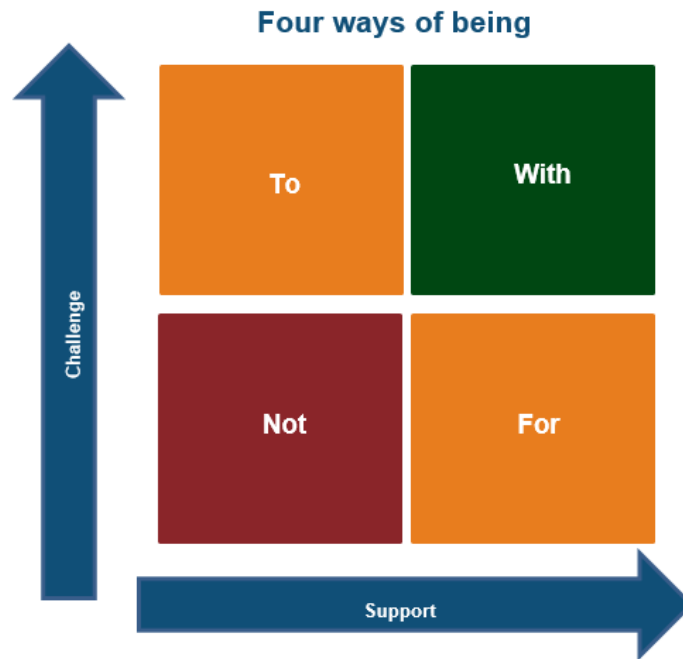 Four ways of being
To
With
Challenge
Not
For
Support